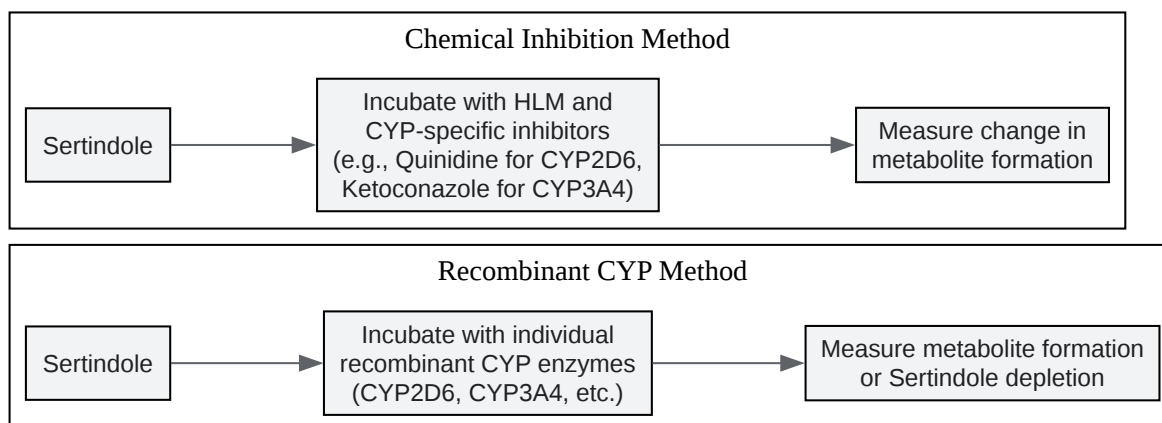 Chemical Inhibition Method
Sertindole
Incubate with HLM and
CYP-specific inhibitors
(e.g., Quinidine for CYP2D6,
Ketoconazole for CYP3A4)
Measure change in
metabolite formation
Recombinant CYP Method
Sertindole
Incubate with individual
recombinant CYP enzymes
(CYP2D6, CYP3A4, etc.)
Measure metabolite formation
or Sertindole depletion